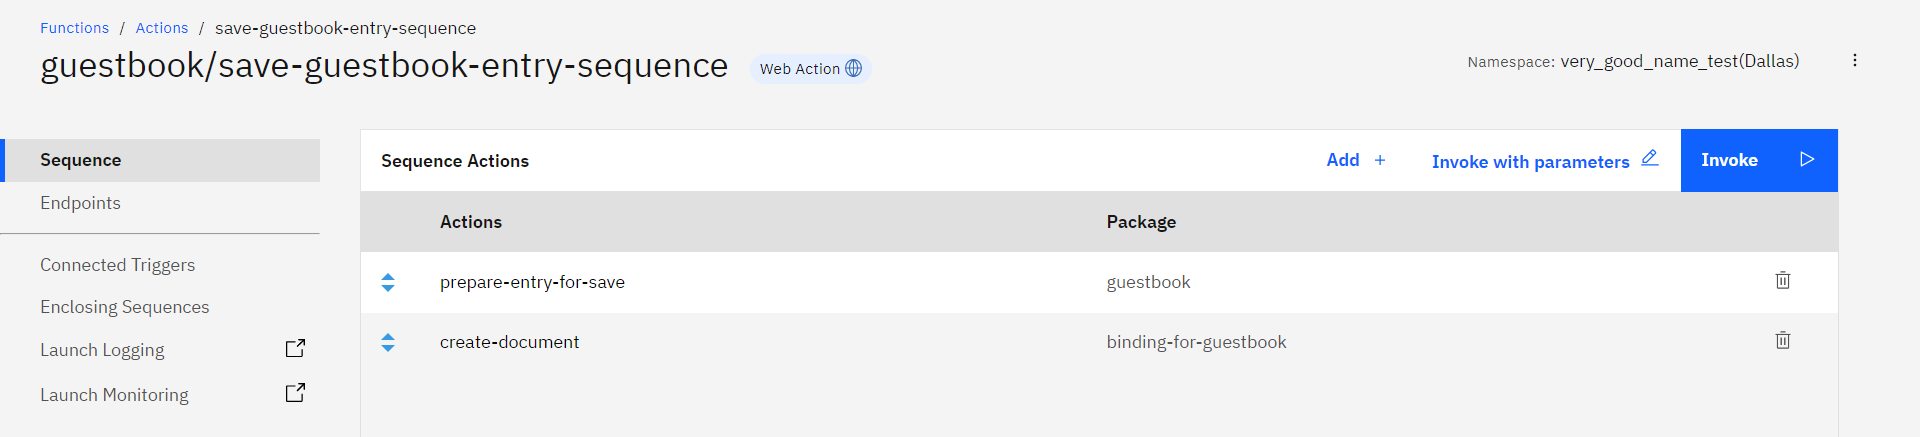 Functions / Actions / save-guestbook-entry-sequence
guestbook/save-guestbook-entry-sequence Web Action
Namespace: very_good_name_test(Dallas)
Sequence
Endpoints
Connected Triggers
Enclosing Sequences
Launch Logging
Launch Monitoring
Sequence Actions Add + Invoke with parameters Invoke
Actions Package
prepare-entry-for-save guestbook
create-document binding-for-guestbook